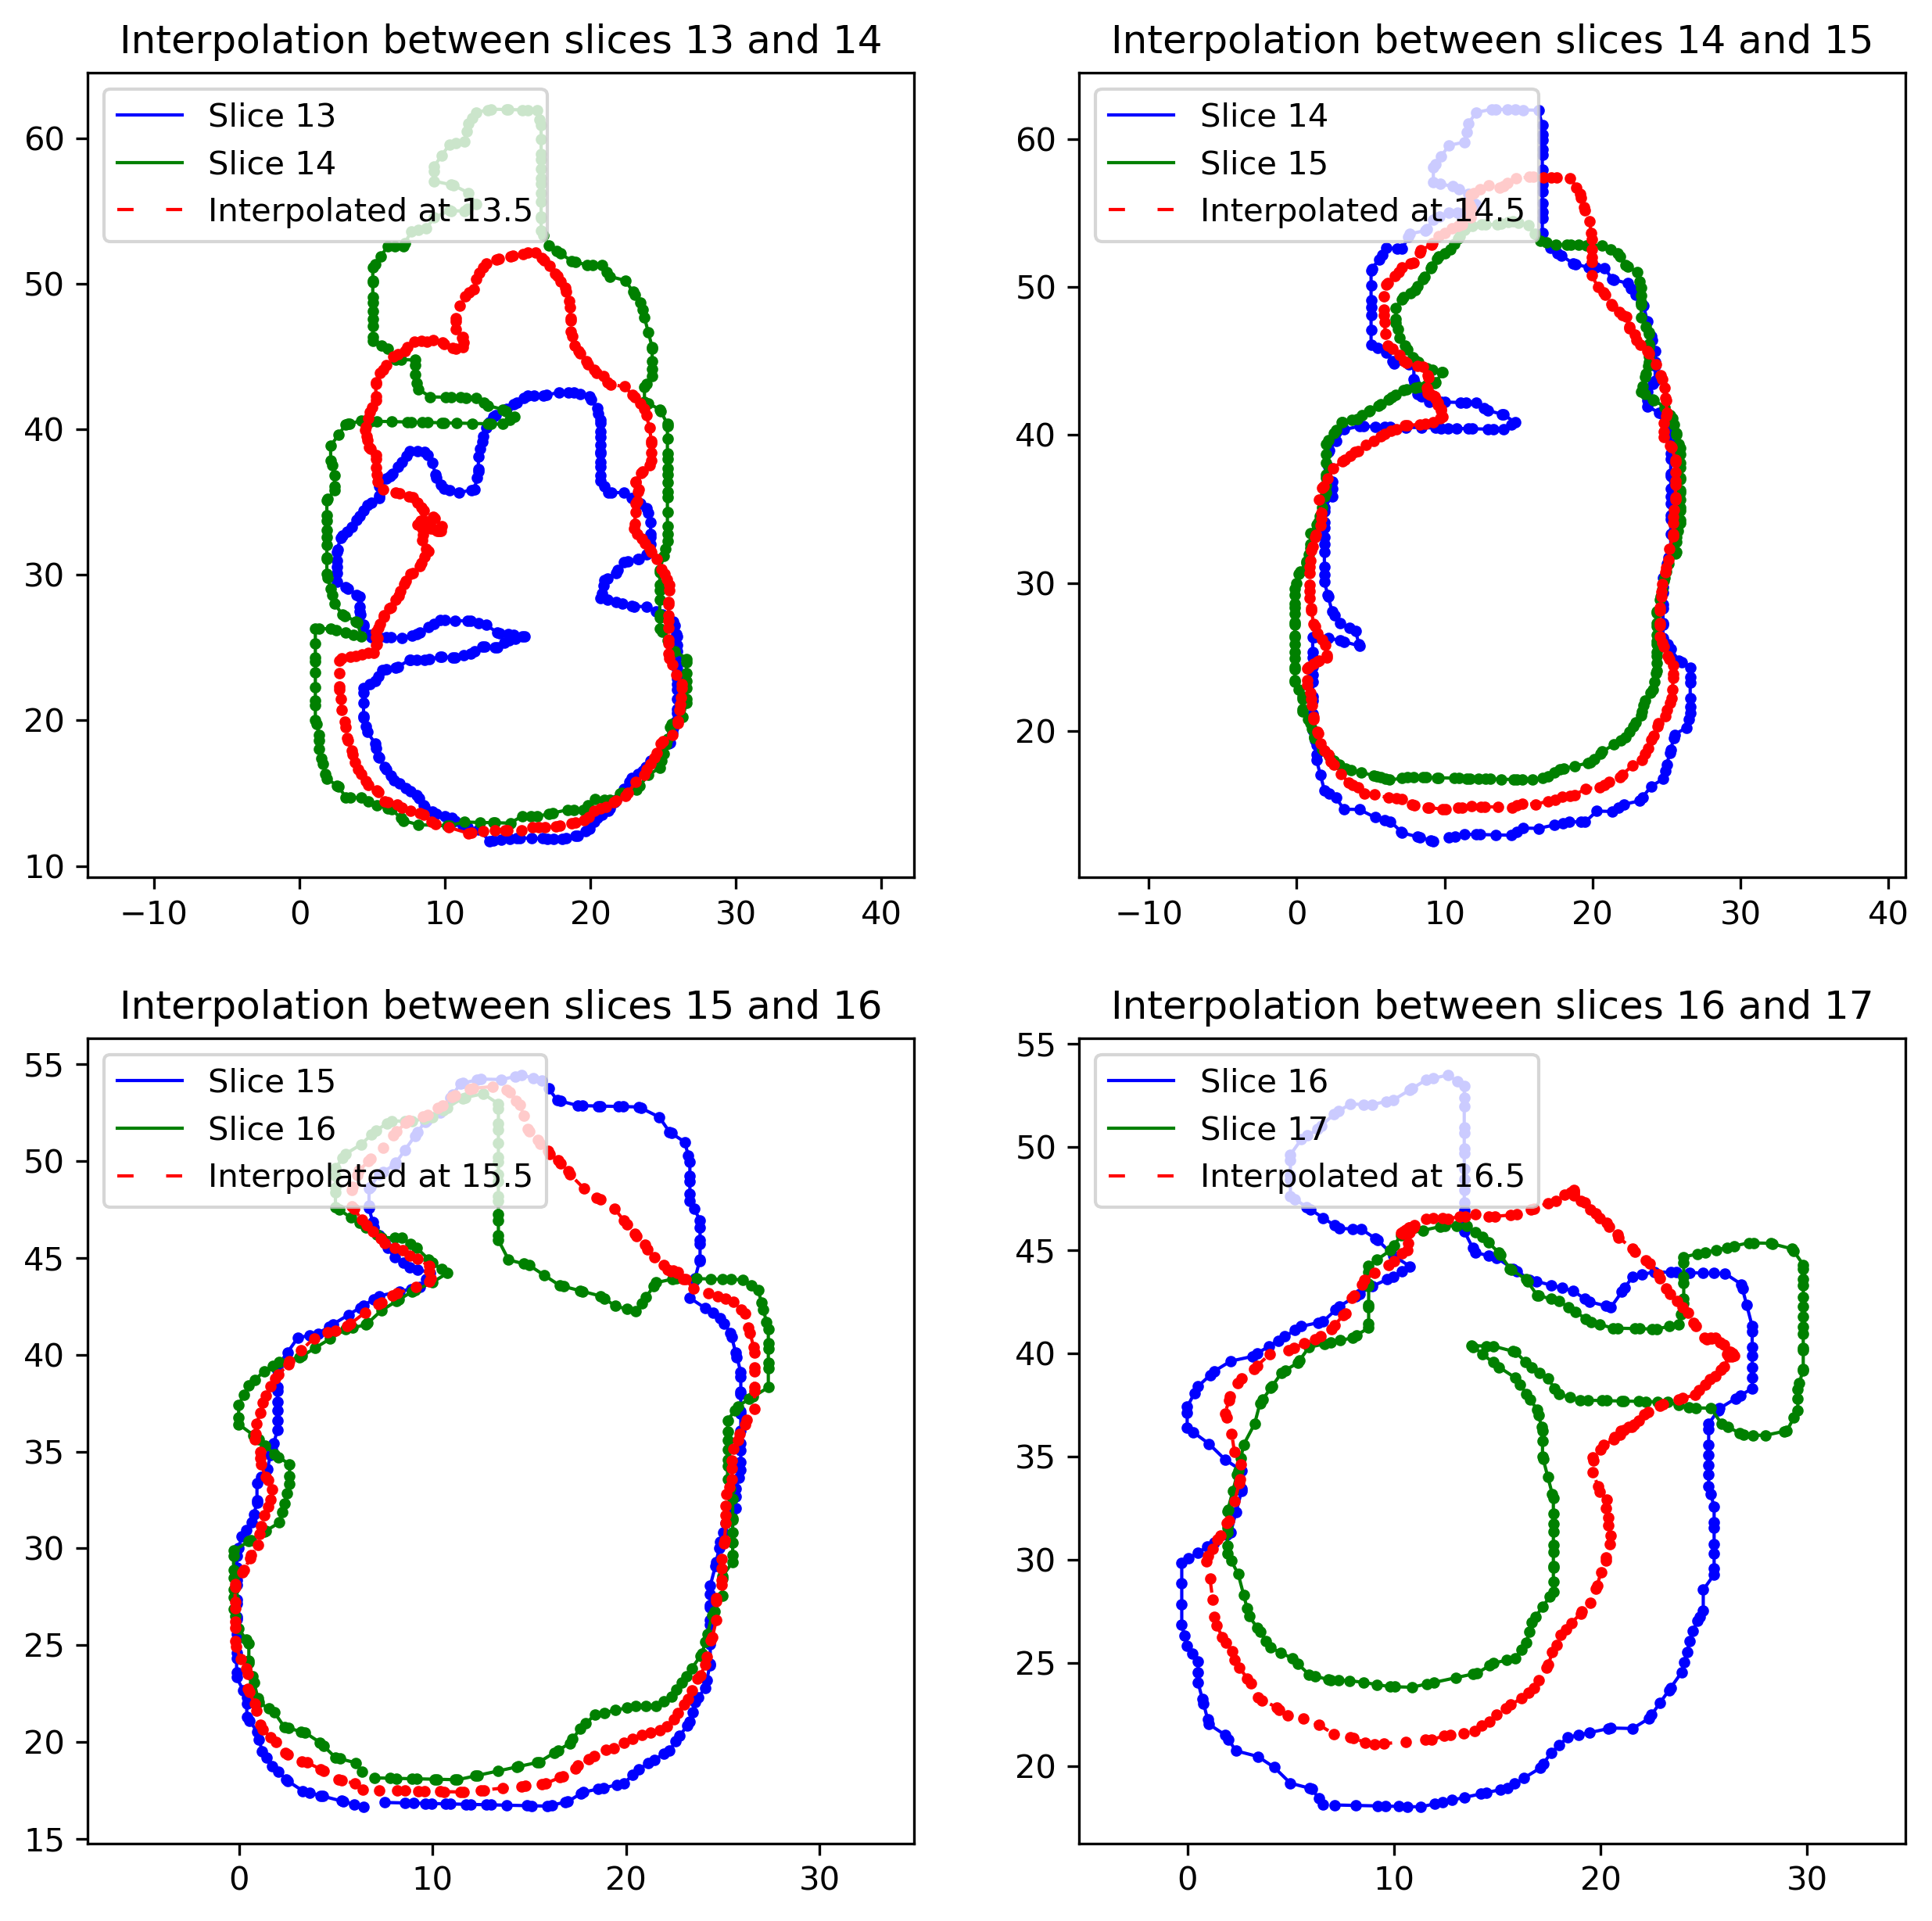 Interpolation between slices 13 and 14
Slice 13
Slice 14
Interpolated at 13.5
60
50
40
30
20
10
−10 0 10 20 30 40
Interpolation between slices 14 and 15
Slice 14
Slice 15
Interpolated at 14.5
60
50
40
30
20
−10 0 10 20 30 40
Interpolation between slices 15 and 16
Slice 15
Slice 16
Interpolated at 15.5
55
50
45
40
35
30
25
20
15
0 10 20 30
Interpolation between slices 16 and 17
Slice 16
Slice 17
Interpolated at 16.5
55
50
45
40
35
30
25
20
0 10 20 30